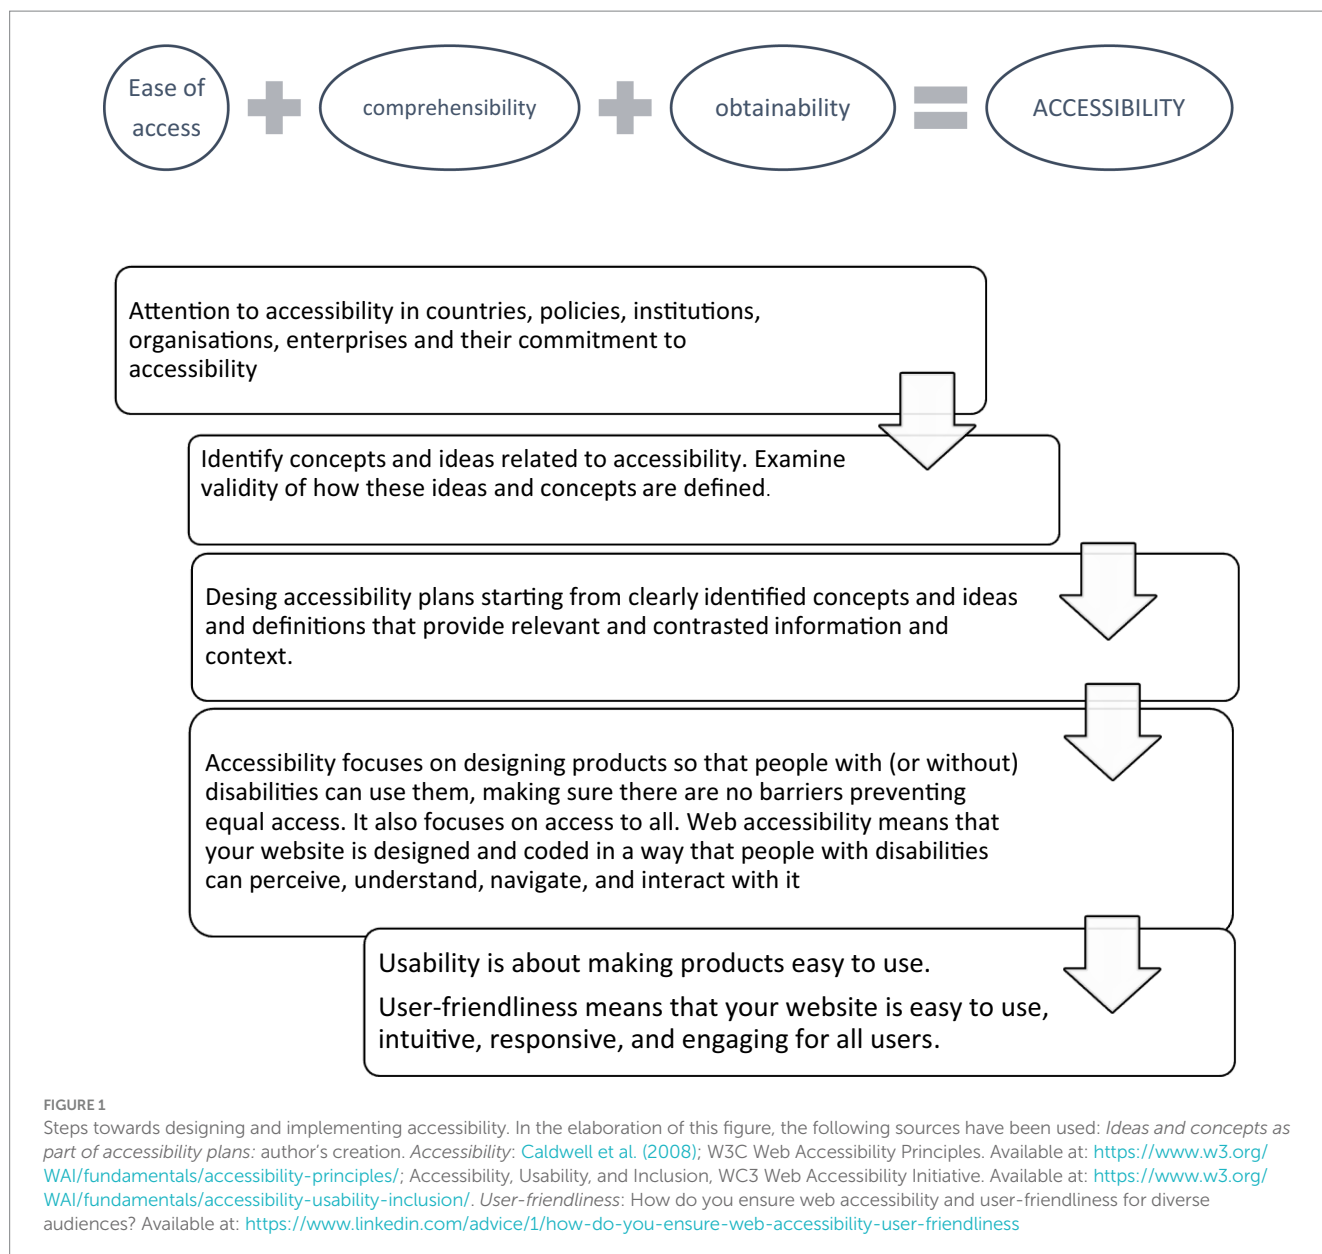 Ease of
access
comprehensibility
obtainability
ACCESSIBILITY
Attention to accessibility in countries, policies, institutions,
organisations, enterprises and their commitment to
accessibility
Identify concepts and ideas related to accessibility. Examine
validity of how these ideas and concepts are defined.
Desing accessibility plans starting from clearly identified concepts and ideas
and definitions that provide relevant and contrasted information and
context.
Accessibility focuses on designing products so that people with (or without)
disabilities can use them, making sure there are no barriers preventing
equal access. It also focuses on access to all. Web accessibility means that
your website is designed and coded in a way that people with disabilities
can perceive, understand, navigate, and interact with it
Usability is about making products easy to use.
User-friendliness means that your website is easy to use,
intuitive, responsive, and engaging for all users.
FIGURE 1
Steps towards designing and implementing accessibility. In the elaboration of this figure, the following sources have been used: Ideas and concepts as
part of accessibility plans: author's creation. Accessibility: Caldwell et al. (2008); W3C Web Accessibility Principles. Available at: https://www.w3.org/
WAI/fundamentals/accessibility-principles/; Accessibility, Usability, and Inclusion, WC3 Web Accessibility Initiative. Available at: https://www.w3.org/
WAI/fundamentals/accessibility-usability-inclusion/. User-friendliness: How do you ensure web accessibility and user-friendliness for diverse
audiences? Available at: https://www.linkedin.com/advice/1/how-do-you-ensure-web-accessibility-user-friendliness